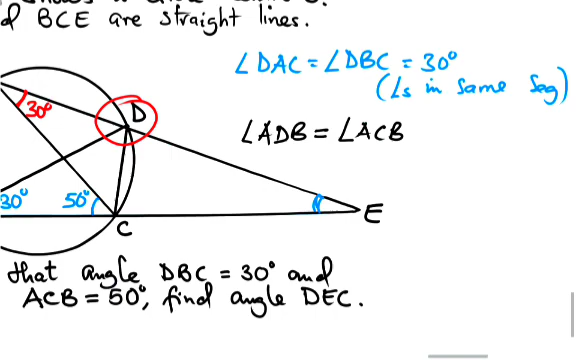 d BCE are straight lines.
∠DAC = ∠DBC = 30°
(∠s in same seg)
30°
D
∠ADB = ∠ACB
30°
50°
E
C
that angle DBC = 30° and
ACB = 50°, find angle DEC.